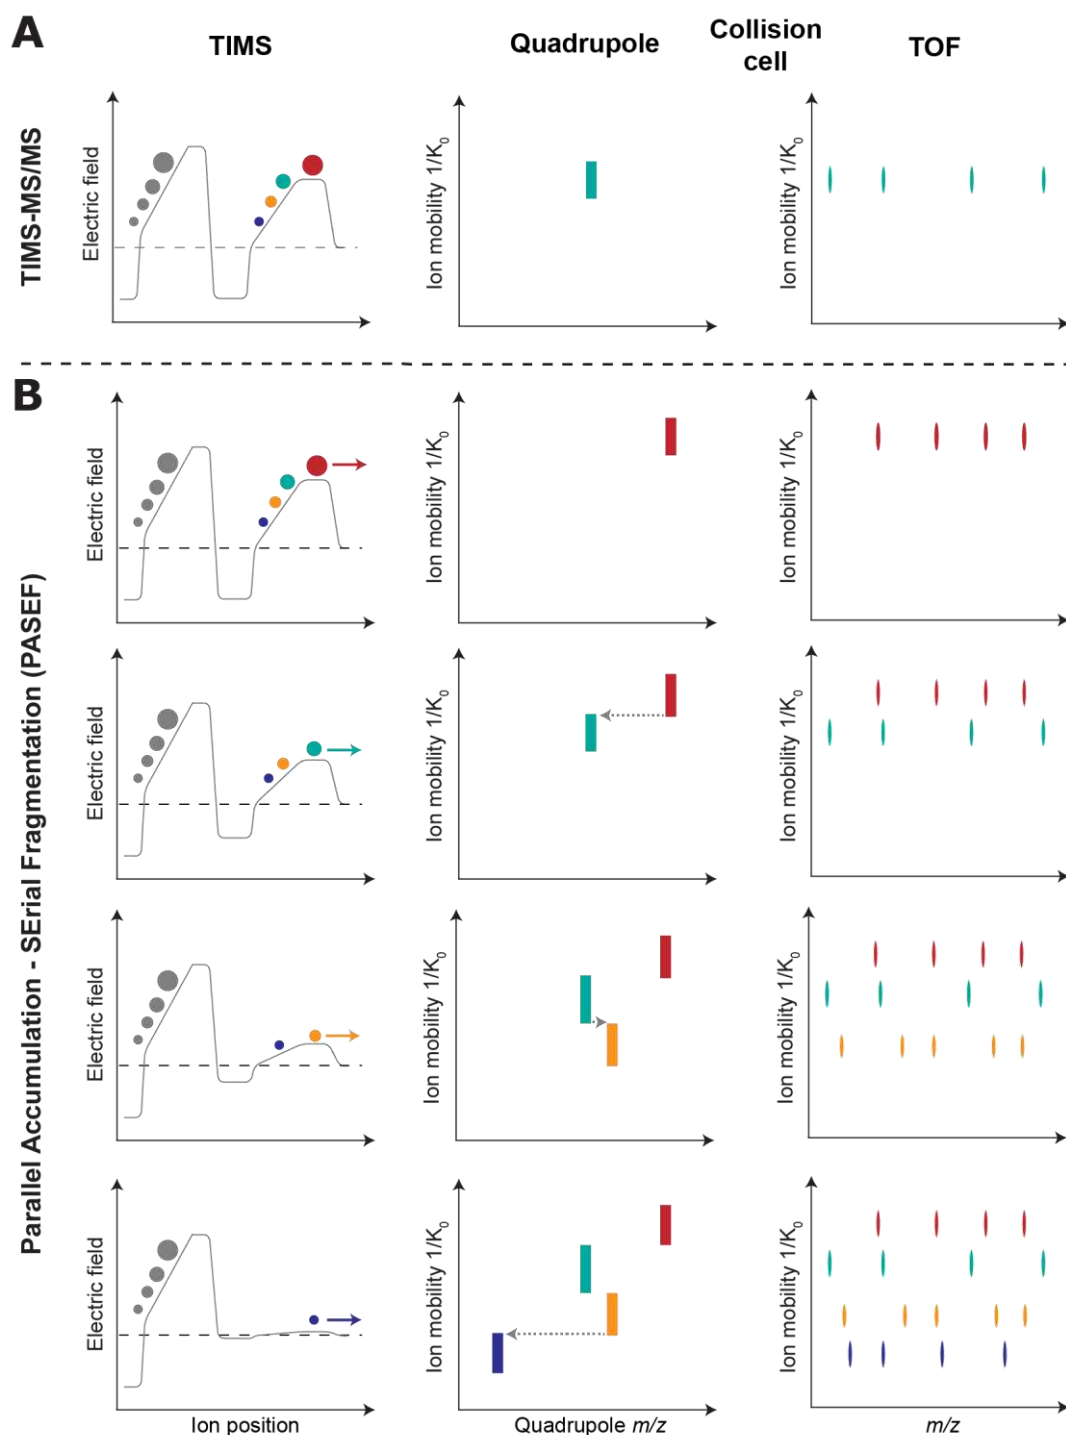 A
TIMS
Quadrupole
Collision
cell
TOF
TIMS-MS/MS
Electric field
Ion mobility 1/K₀
Ion mobility 1/K₀
B
Parallel Accumulation - SErial Fragmentation (PASEF)
Electric field
Ion mobility 1/K₀
Ion mobility 1/K₀
Electric field
Ion mobility 1/K₀
Ion mobility 1/K₀
Electric field
Ion mobility 1/K₀
Ion mobility 1/K₀
Electric field
Ion mobility 1/K₀
Ion mobility 1/K₀
Ion position
Quadrupole m/z
m/z